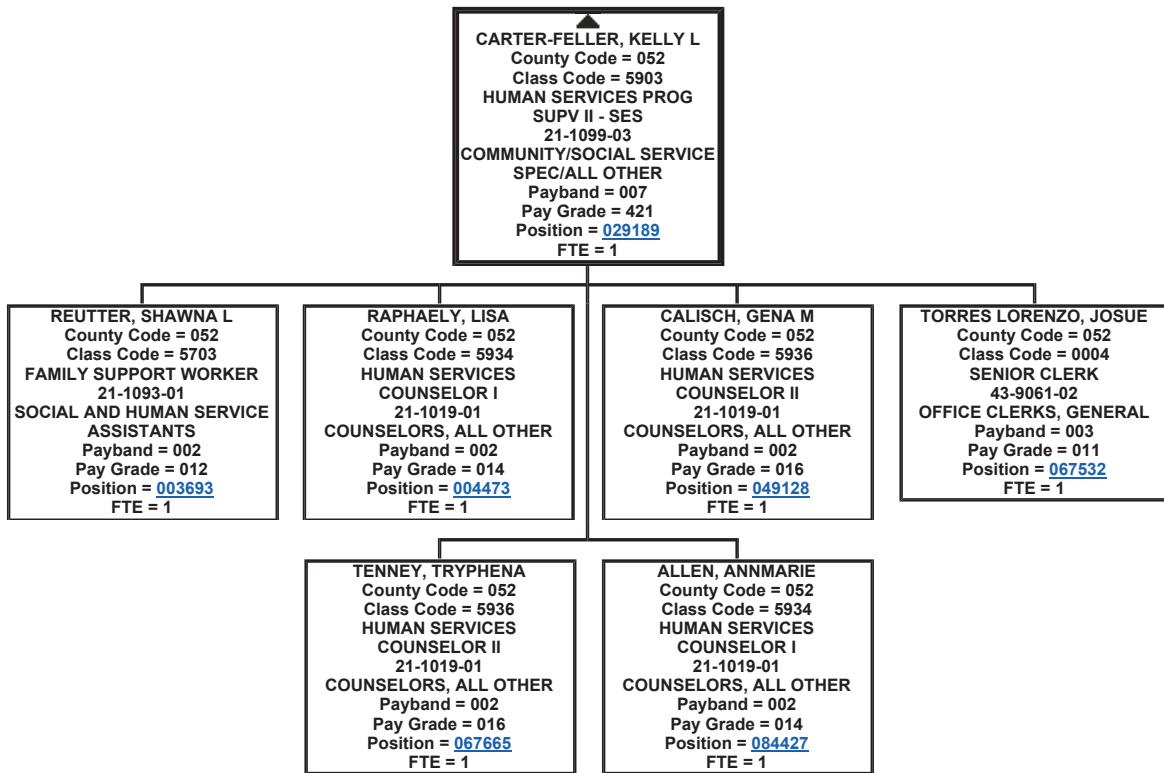 CARTER-FELLER, KELLY L
County Code = 052
Class Code = 5903
HUMAN SERVICES PROG
SUPV II - SES
21-1099-03
COMMUNITY/SOCIAL SERVICE
SPEC/ALL OTHER
Payband = 007
Pay Grade = 421
Position = 029189
FTE = 1
REUTTER, SHAWNA L
County Code = 052
Class Code = 5703
FAMILY SUPPORT WORKER
21-1093-01
SOCIAL AND HUMAN SERVICE
ASSISTANTS
Payband = 002
Pay Grade = 012
Position = 003693
FTE = 1
RAPHAELY, LISA
County Code = 052
Class Code = 5934
HUMAN SERVICES
COUNSELOR I
21-1019-01
COUNSELORS, ALL OTHER
Payband = 002
Pay Grade = 014
Position = 004473
FTE = 1
CALISCH, GENA M
County Code = 052
Class Code = 5936
HUMAN SERVICES
COUNSELOR II
21-1019-01
COUNSELORS, ALL OTHER
Payband = 002
Pay Grade = 016
Position = 049128
FTE = 1
TORRES LORENZO, JOSUE
County Code = 052
Class Code = 0004
SENIOR CLERK
43-9061-02
OFFICE CLERKS, GENERAL
Payband = 003
Pay Grade = 011
Position = 067532
FTE = 1
TENNEY, TRYPHENA
County Code = 052
Class Code = 5936
HUMAN SERVICES
COUNSELOR II
21-1019-01
COUNSELORS, ALL OTHER
Payband = 002
Pay Grade = 016
Position = 067665
FTE = 1
ALLEN, ANNMARIE
County Code = 052
Class Code = 5934
HUMAN SERVICES
COUNSELOR I
21-1019-01
COUNSELORS, ALL OTHER
Payband = 002
Pay Grade = 014
Position = 084427
FTE = 1